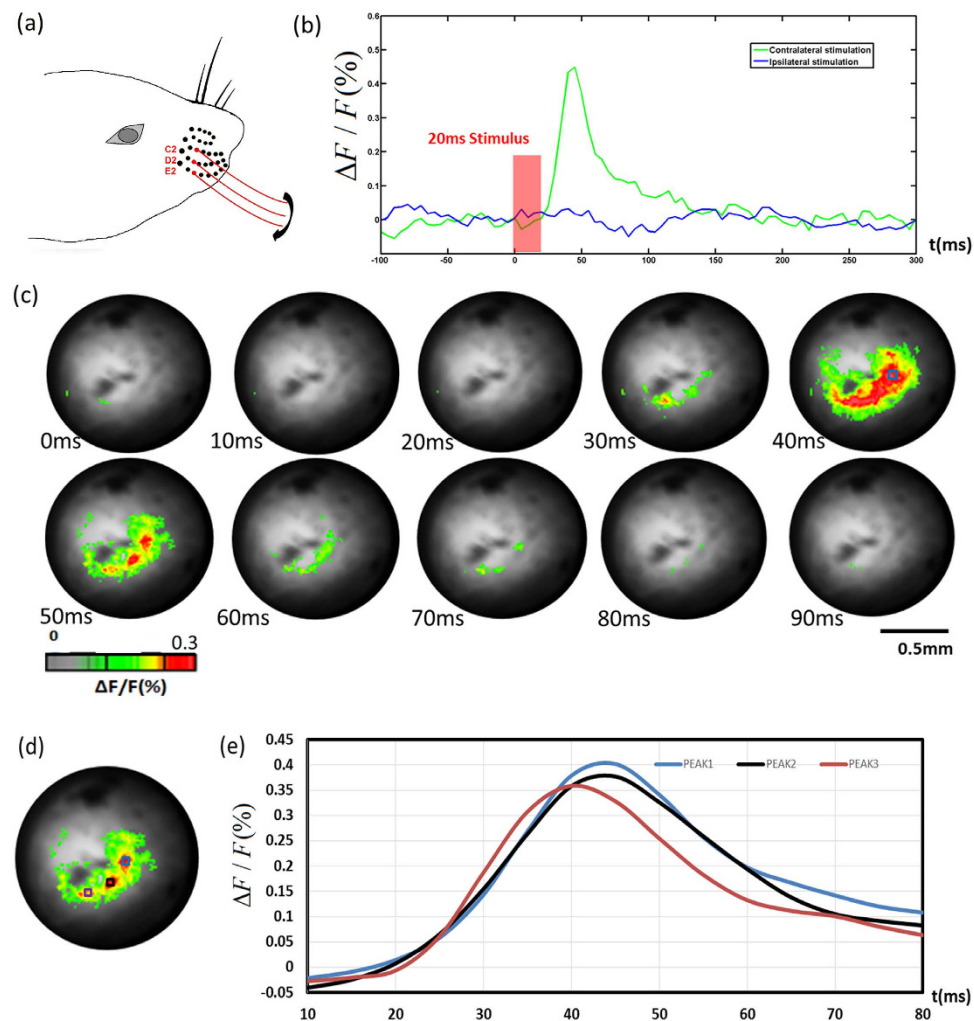 (a)
C2
D2
E2
(b)
ΔF / F (%)
0.6
0.5
0.4
0.3
0.2
0.1
0
-100
-50
0
50
100
150
200
250
300
t(ms)
20ms Stimulus
Contralateral stimulation
Ipsilateral stimulation
(c)
0ms
10ms
20ms
30ms
40ms
50ms
60ms
70ms
80ms
90ms
0
0.3
ΔF/F(%)
0.5mm
(d)
(e)
ΔF / F (%)
0.45
0.4
0.35
0.3
0.25
0.2
0.15
0.1
0.05
0
-0.05
PEAK1
PEAK2
PEAK3
10
20
30
40
50
60
70
80
t(ms)